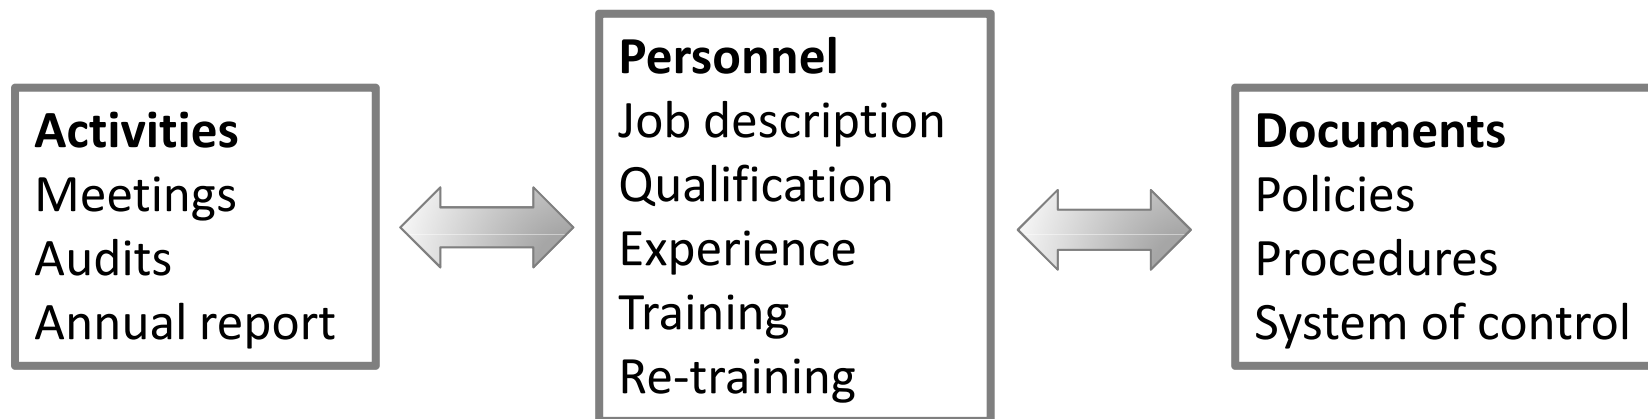 Activities
Meetings
Audits
Annual report
Personnel
Job description
Qualification
Experience
Training
Re-training
Documents
Policies
Procedures
System of control